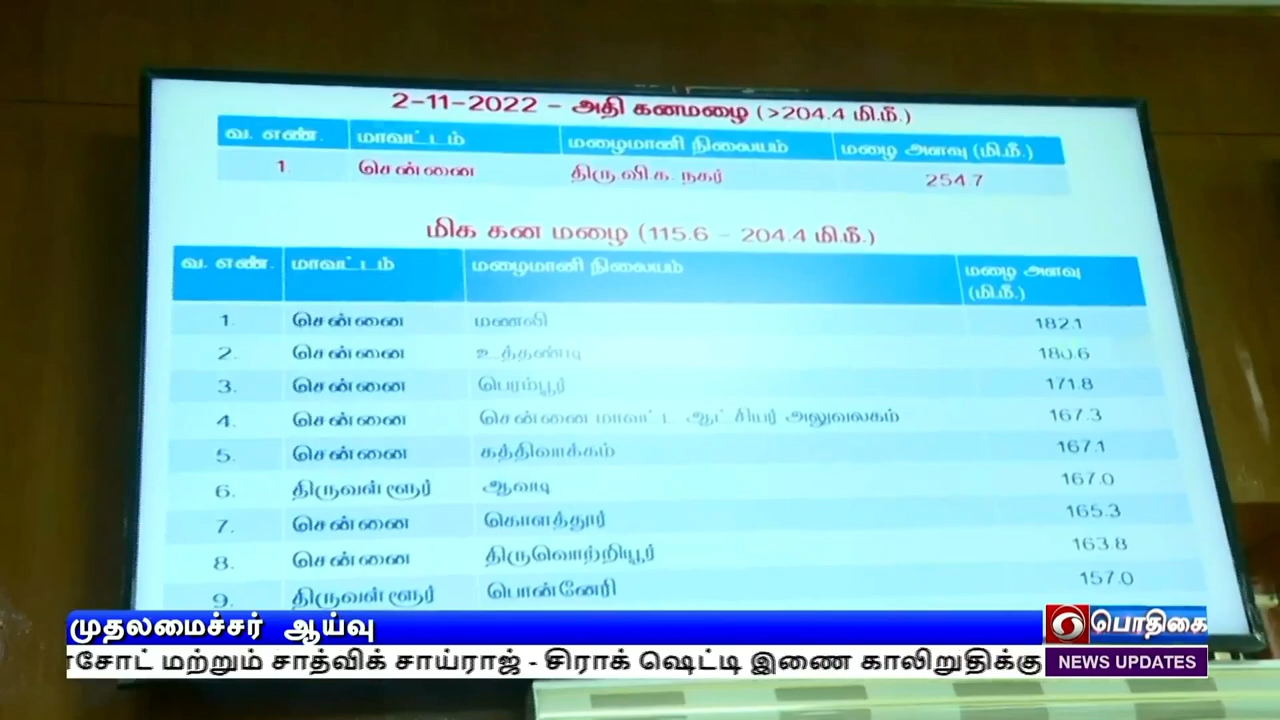 2-11-2022 – அதி கனமழை (>204.4 மி.மீ.)
வ. எண். மாவட்டம் மழைமானி நிலையம் மழை அளவு (மி.மீ.)
1. சென்னை திரு.வி.க. நகர் 254.7
மிக கன மழை (115.6 – 204.4 மி.மீ.)
வ. எண். மாவட்டம் மழைமானி நிலையம் மழை அளவு (மி.மீ.)
1. சென்னை மணலி 182.1
2. சென்னை உத்தண்டி 180.6
3. சென்னை பெரம்பூர் 171.8
4. சென்னை சென்னை மாவட்ட ஆட்சியர் அலுவலகம் 167.3
5. சென்னை கத்திவாக்கம் 167.1
6. திருவள்ளூர் ஆவடி 167.0
7. சென்னை கொளத்தூர் 165.3
8. சென்னை திருவொற்றியூர் 163.8
9. திருவள்ளூர் பொன்னேரி 157.0
முதலமைச்சர் ஆய்வு
பொதிகை
சோட் மற்றும் சாத்விக் சாய்ராஜ் - சிராக் ஷெட்டி இணை காலிறுதிக்கு
NEWS UPDATES